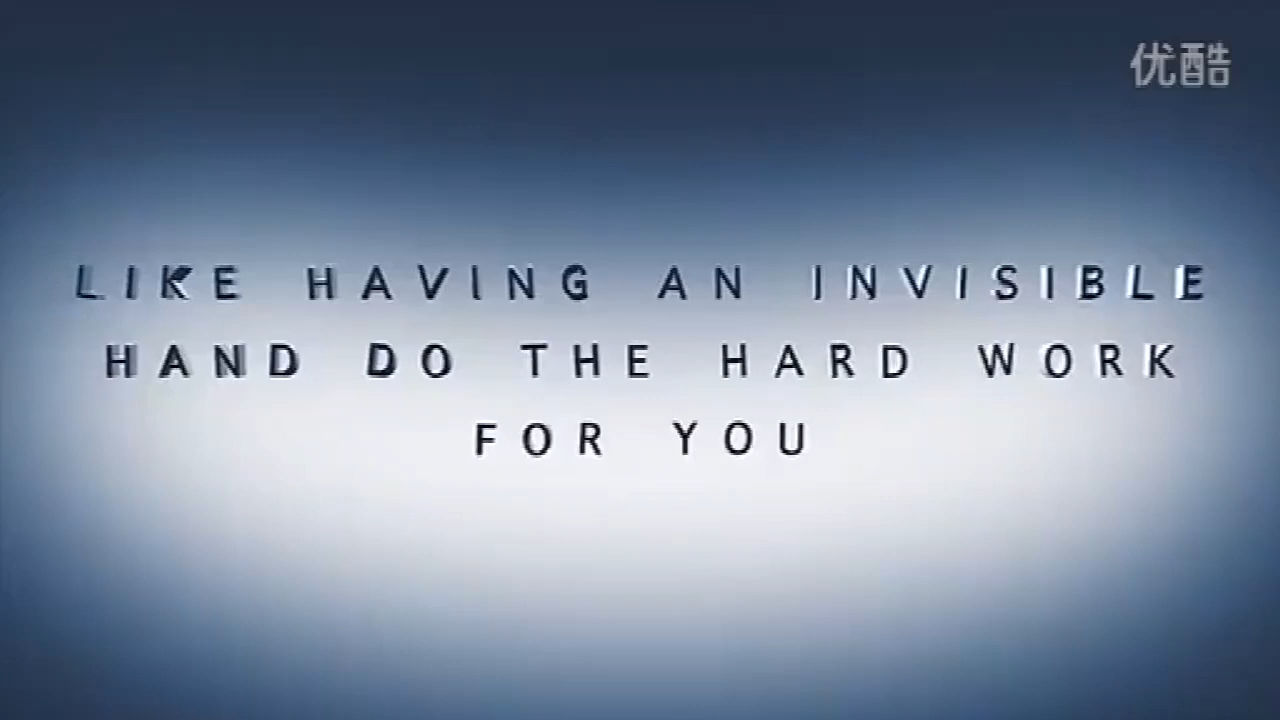 优酷
LIKE HAVING AN INVISIBLE
HAND DO THE HARD WORK
FOR YOU